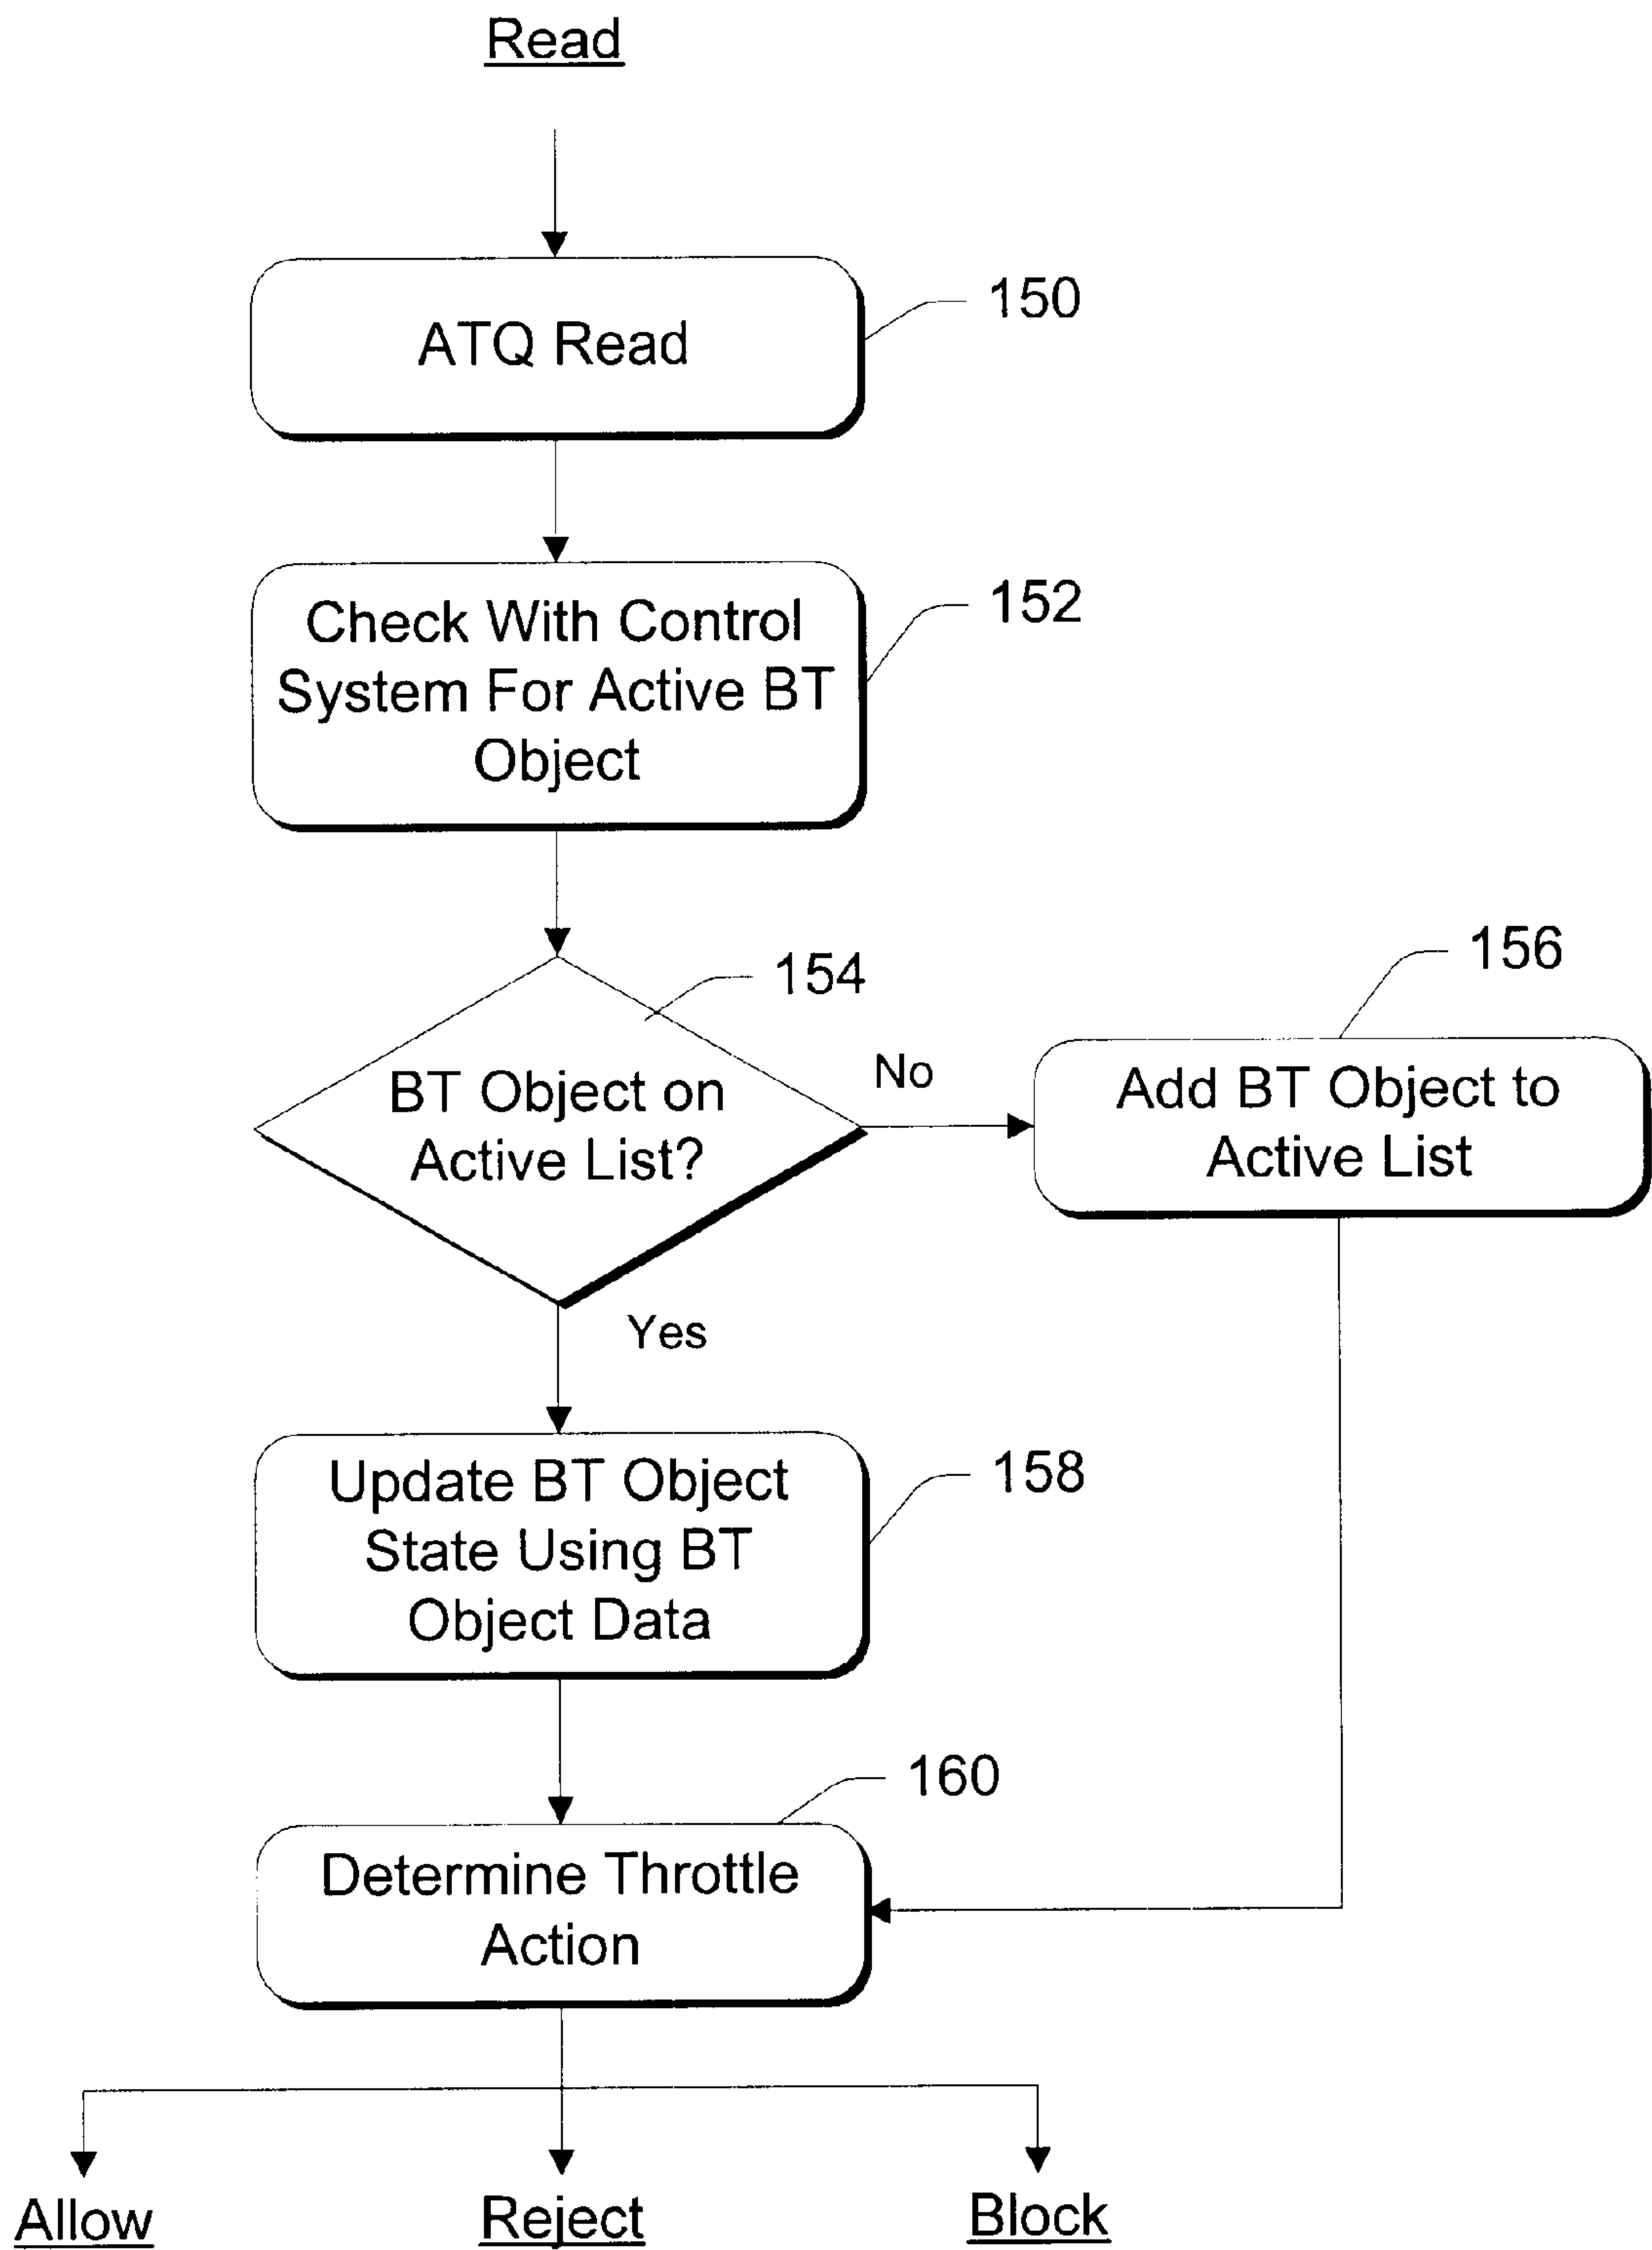 Read
150
ATQ Read
152
Check With Control
System For Active BT
Object
154
156
BT Object on
Active List?
No
Add BT Object to
Active List
Yes
158
Update BT Object
State Using BT
Object Data
160
Determine Throttle
Action
Allow
Reject
Block